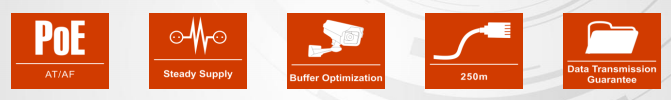 PoE
AT/AF
Steady Supply
Buffer Optimization
250m
Data Transmission
Guarantee